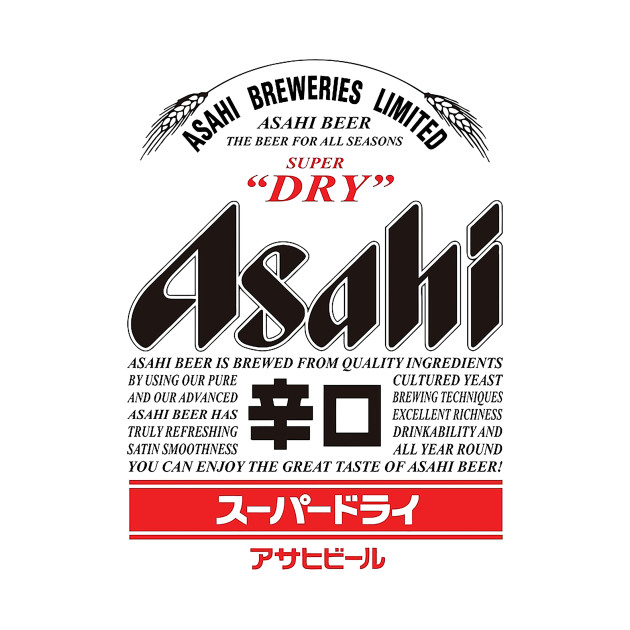 ASAHI BREWERIES LIMITED
ASAHI BEER
THE BEER FOR ALL SEASONS
SUPER
“DRY”
Asahi
ASAHI BEER IS BREWED FROM QUALITY INGREDIENTS
BY USING OUR PURE CULTURED YEAST
AND OUR ADVANCED BREWING TECHNIQUES
ASAHI BEER HAS EXCELLENT RICHNESS
TRULY REFRESHING DRINKABILITY AND
SATIN SMOOTHNESS ALL YEAR ROUND
辛口
YOU CAN ENJOY THE GREAT TASTE OF ASAHI BEER!
スーパードライ
アサヒビール